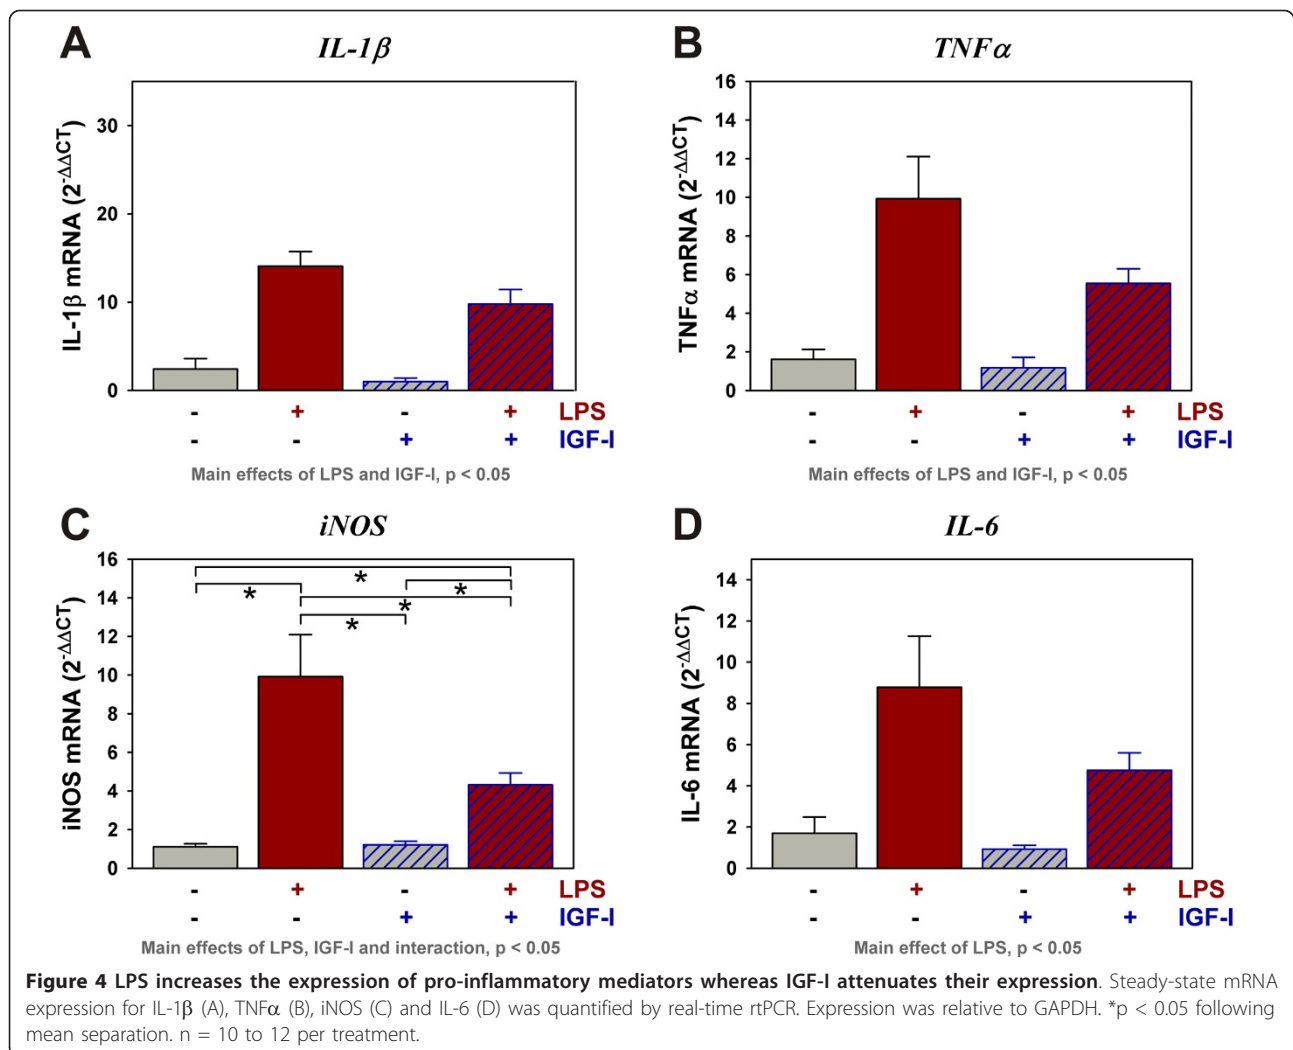 A
IL-1β
IL-1β mRNA (2-ΔΔCT)
30
20
10
0
- + - + LPS
- - + + IGF-I
Main effects of LPS and IGF-I, p < 0.05
B
TNFα
TNFα mRNA (2-ΔΔCT)
16
14
12
10
8
6
4
2
0
- + - + LPS
- - + + IGF-I
Main effects of LPS and IGF-I, p < 0.05
C
iNOS
iNOS mRNA (2-ΔΔCT)
16
14
12
10
8
6
4
2
0
*
*
*
*
*
- + - + LPS
- - + + IGF-I
Main effects of LPS, IGF-I and interaction, p < 0.05
D
IL-6
IL-6 mRNA (2-ΔΔCT)
14
12
10
8
6
4
2
0
- + - + LPS
- - + + IGF-I
Main effect of LPS, p < 0.05
Figure 4 LPS increases the expression of pro-inflammatory mediators whereas IGF-I attenuates their expression. Steady-state mRNA
expression for IL-1β (A), TNFα (B), iNOS (C) and IL-6 (D) was quantified by real-time rtPCR. Expression was relative to GAPDH. *p < 0.05 following
mean separation. n = 10 to 12 per treatment.